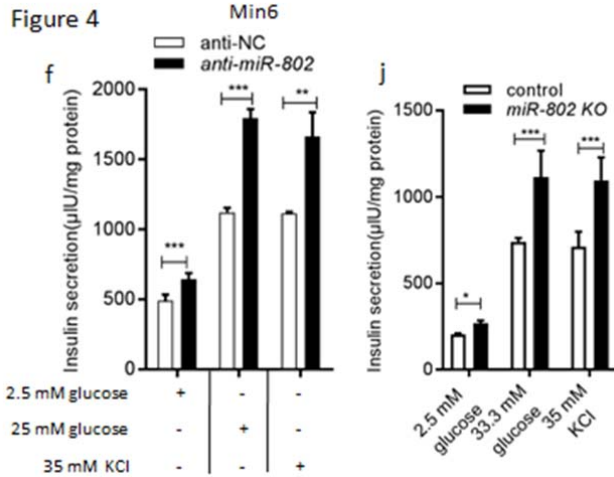 Figure 4
Min6
f
anti-NC
anti-miR-802
Insulin secretion(µIU/mg protein)
2000
1500
1000
500
0
***
***
**
2.5 mM glucose + - -
25 mM glucose - + -
35 mM KCl - - +
j
control
miR-802 KO
Insulin secretion(µIU/mg protein)
1500
1000
500
0
*
***
***
2.5 mM
glucose
33.3 mM
glucose
35 mM
KCl